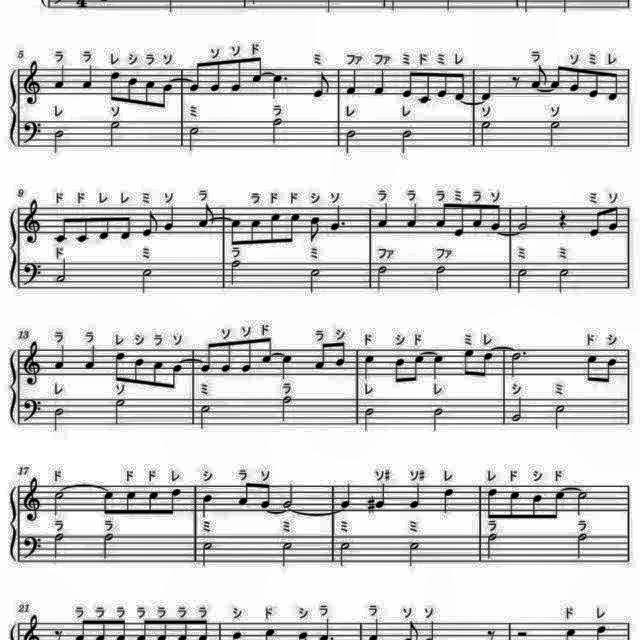 4
5
ラ ラ レ シ ラ ソ ソ ソ ド ミ ファ ファ ミ ド ミ レ ラ ソ ミ レ
レ ソ ミ ラ レ レ ソ ソ
9
ド ド レ レ ミ ソ ラ ラ ド ド シ ソ ラ ラ ラ ミ ラ ソ ミ ソ
ド ミ ラ ミ ファ ファ ミ ミ
13
ラ ラ レ シ ラ ソ ソ ソ ド ラ シ ド シ ド ミ レ ド シ
レ ソ ミ ラ レ レ シ ミ
17
ド ド ド レ シ ラ ソ ソ# ソ# レ レ ド シ ド
ラ ラ ミ ミ ミ ミ ラ ラ
21
ラ ラ ラ ラ ラ ラ ラ シ ド シ ラ ラ ソ ソ ド レ